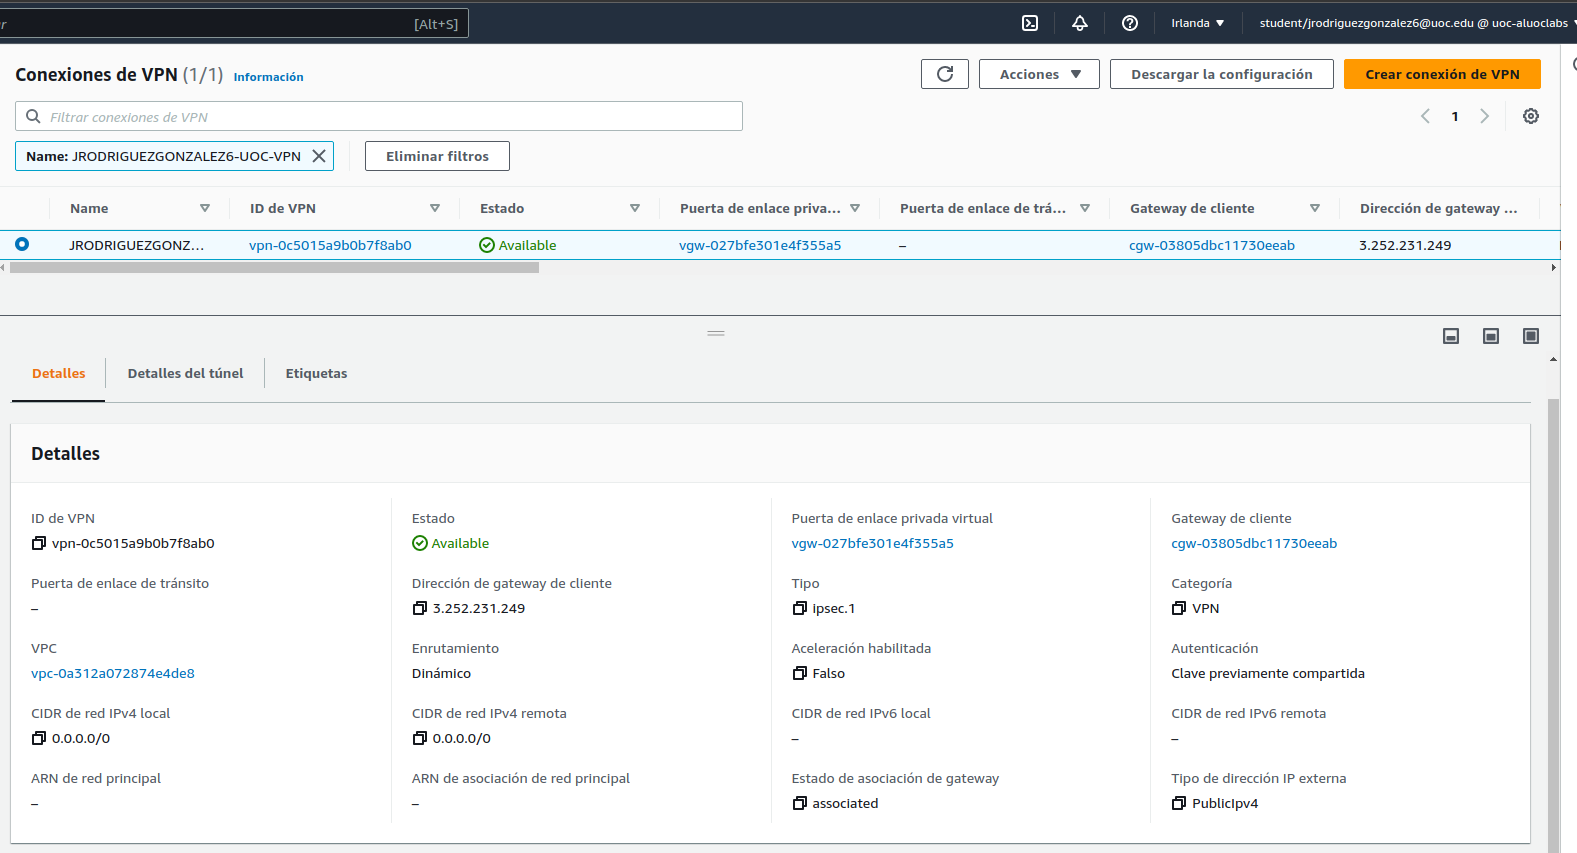 [Alt+S]
Irlanda
student/jrodriguezgonzalez6@uoc.edu @ uoc-aluoclabs
Conexiones de VPN (1/1) Información
Acciones
Descargar la configuración
Crear conexión de VPN
Filtrar conexiones de VPN
1
Name: JRODRIGUEZGONZALEZ6-UOC-VPN
Eliminar filtros
Name ID de VPN Estado Puerta de enlace priva... Puerta de enlace de trá... Gateway de cliente Dirección de gateway ...
JRODRIGUEZGONZ... vpn-0c5015a9b0b7f8ab0 Available vgw-027bfe301e4f355a5 – cgw-03805dbc11730eeab 3.252.231.249
Detalles Detalles del túnel Etiquetas
Detalles
ID de VPN Estado Puerta de enlace privada virtual Gateway de cliente
vpn-0c5015a9b0b7f8ab0 Available vgw-027bfe301e4f355a5 cgw-03805dbc11730eeab
Puerta de enlace de tránsito Dirección de gateway de cliente Tipo Categoría
– 3.252.231.249 ipsec.1 VPN
VPC Enrutamiento Aceleración habilitada Autenticación
vpc-0a312a072874e4de8 Dinámico Falso Clave previamente compartida
CIDR de red IPv4 local CIDR de red IPv4 remota CIDR de red IPv6 local CIDR de red IPv6 remota
0.0.0.0/0 0.0.0.0/0 – –
ARN de red principal ARN de asociación de red principal Estado de asociación de gateway Tipo de dirección IP externa
– – associated PublicIpv4